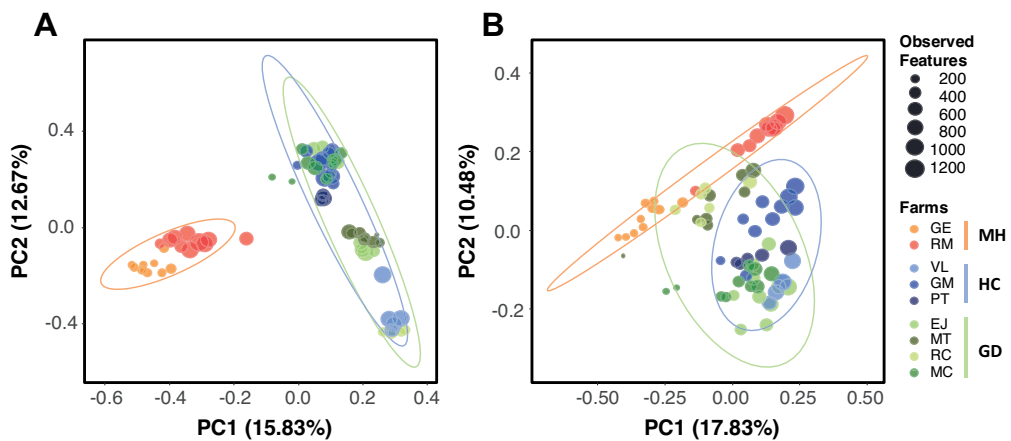 A
B
PC2 (12.67%)
0.4
0.0
-0.4
-0.6
-0.4
-0.2
0.0
0.2
0.4
PC1 (15.83%)
PC2 (10.48%)
0.4
0.2
0.0
-0.2
-0.50
-0.25
0.00
0.25
0.50
PC1 (17.83%)
Observed
Features
200
400
600
800
1000
1200
Farms
GE
RM
MH
VL
GM
PT
HC
EJ
MT
RC
MC
GD